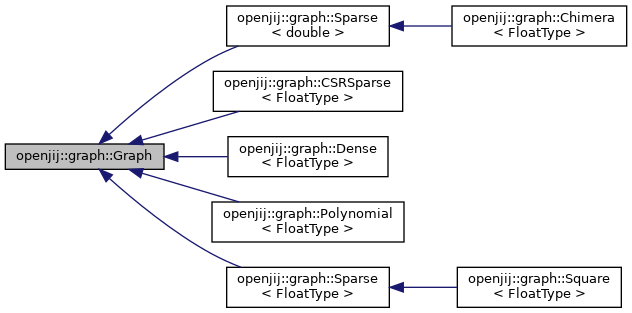 openjij::graph::Sparse
< double >
openjij::graph::Chimera
< FloatType >
openjij::graph::CSRSparse
< FloatType >
openjij::graph::Graph
openjij::graph::Dense
< FloatType >
openjij::graph::Polynomial
< FloatType >
openjij::graph::Sparse
< FloatType >
openjij::graph::Square
< FloatType >